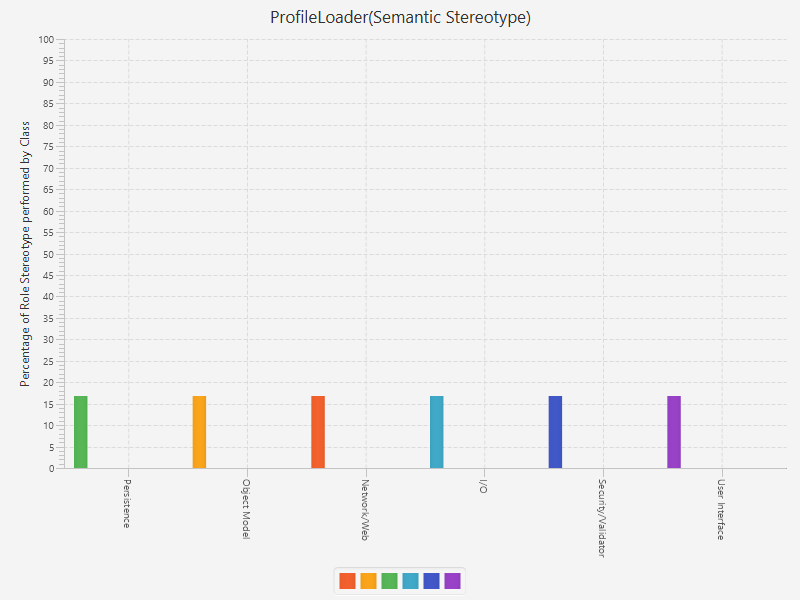 ProfileLoader(Semantic Stereotype)
Percentage of Role Stereotype performed by Class
100
95
90
85
80
75
70
65
60
55
50
45
40
35
30
25
20
15
10
5
0
Persistence
Object Model
Network/Web
I/O
Security/Validator
User Interface